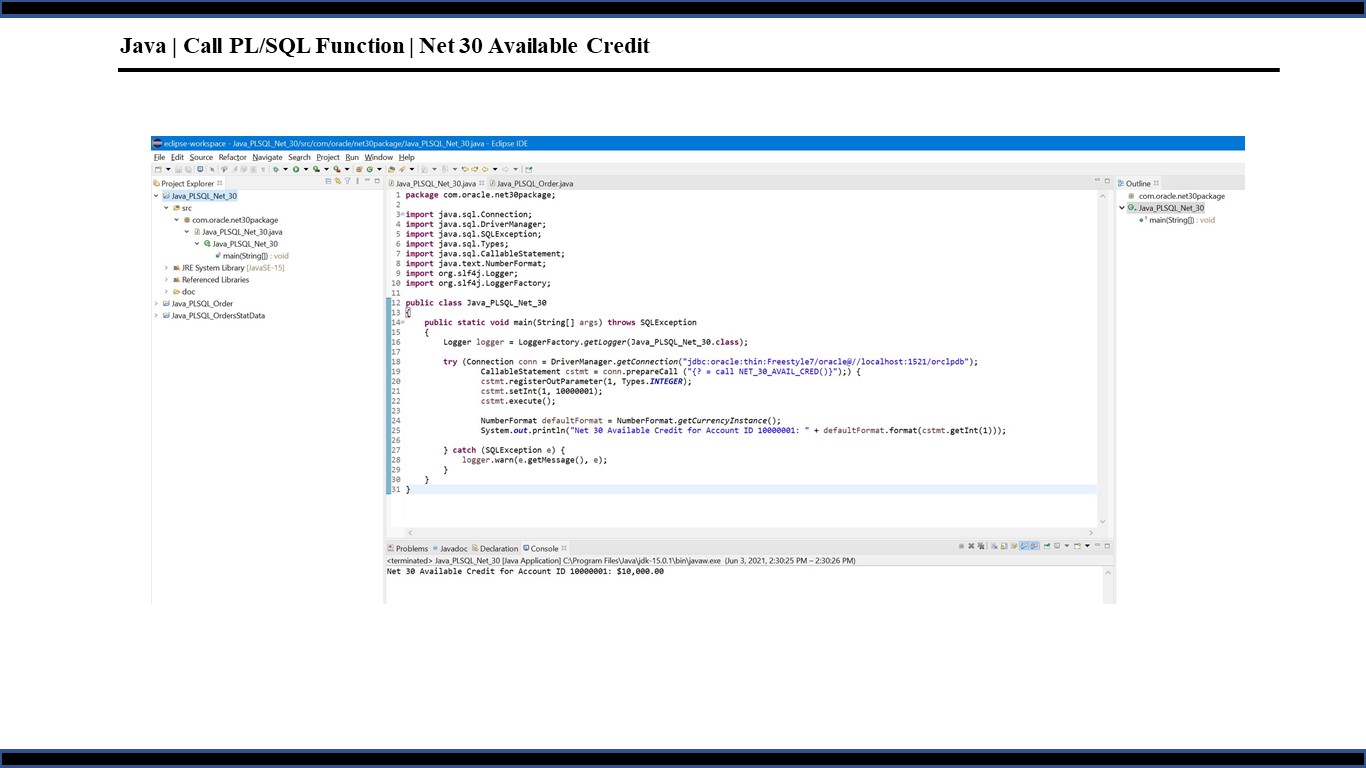 Java | Call PL/SQL Function | Net 30 Available Credit
eclipse-workspace - Java_PLSQL_Net_30/src/com/oracle/net30package/Java_PLSQL_Net_30.java - Eclipse IDE
File Edit Source Refactor Navigate Search Project Run Window Help
Project Explorer
Java_PLSQL_Net_30
src
com.oracle.net30package
Java_PLSQL_Net_30.java
Java_PLSQL_Net_30
main(String[]) : void
JRE System Library [JavaSE-15]
Referenced Libraries
doc
Java_PLSQL_Order
Java_PLSQL_OrdersStatData
Java_PLSQL_Net_30.java Java_PLSQL_Order.java
1 package com.oracle.net30package;
2
3 import java.sql.Connection;
4 import java.sql.DriverManager;
5 import java.sql.SQLException;
6 import java.sql.Types;
7 import java.sql.CallableStatement;
8 import java.text.NumberFormat;
9 import org.slf4j.Logger;
10 import org.slf4j.LoggerFactory;
11
12 public class Java_PLSQL_Net_30
13 {
14 public static void main(String[] args) throws SQLException
15 {
16 Logger logger = LoggerFactory.getLogger(Java_PLSQL_Net_30.class);
17
18 try (Connection conn = DriverManager.getConnection("jdbc:oracle:thin:Freestyle7/oracle@//localhost:1521/orclpdb");
19 CallableStatement cstmt = conn.prepareCall ("{? = call NET_30_AVAIL_CRED()}");) {
20 cstmt.registerOutParameter(1, Types.INTEGER);
21 cstmt.setInt(1, 10000001);
22 cstmt.execute();
23
24 NumberFormat defaultFormat = NumberFormat.getCurrencyInstance();
25 System.out.println("Net 30 Available Credit for Account ID 10000001: " + defaultFormat.format(cstmt.getInt(1)));
26
27 } catch (SQLException e) {
28 logger.warn(e.getMessage(), e);
29 }
30 }
31 }
Outline
com.oracle.net30package
Java_PLSQL_Net_30
main(String[]) : void
Problems Javadoc Declaration Console
<terminated> Java_PLSQL_Net_30 [Java Application] C:\Program Files\Java\jdk-15.0.1\bin\javaw.exe (Jun 3, 2021, 2:30:25 PM – 2:30:26 PM)
Net 30 Available Credit for Account ID 10000001: $10,000.00